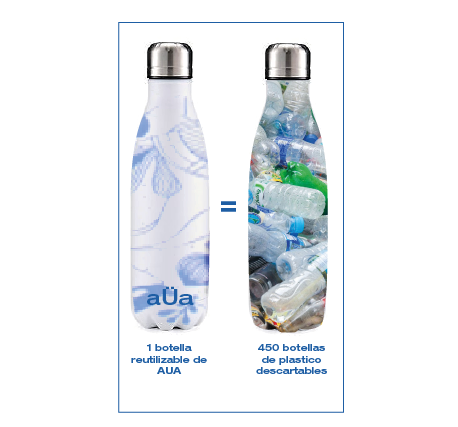 aÜa
=
1 botella
reutilizable de
AUA
450 botellas
de plastico
descartables